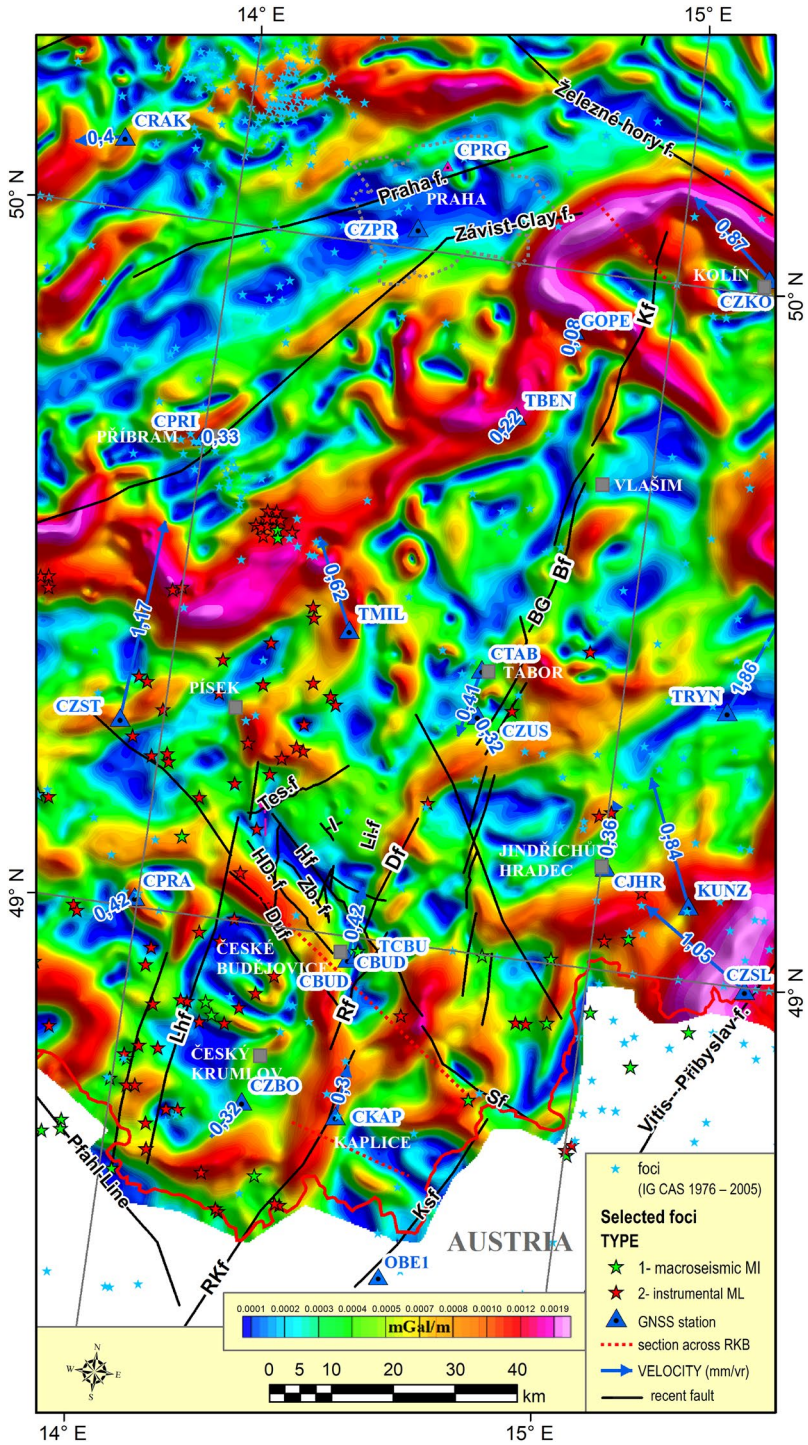 14° E
15° E
Železné hory f.
CRAK
0,4
CPRG
50° N
Praha f.
PRAHA
CZPR
Závist-Clay f.
0,87
KOLÍN
CZKO
50° N
Kf
GOPE
0,08
TBEN
0,22
CPRI
PŘÍBRAM
0,33
VLAŠIM
Bf
1,17
0,62
TMIL
BG
CTAB
TÁBOR
1,86
PÍSEK
TRYN
CZST
0,41
0,32
CZUS
Tes.f
Li-f
Hf
HD.-f
Zb.-f
Df
JINDŘICHŮV
HRADEC
0,36
0,84
49° N
CPRA
0,42
CJHR
KUNZ
Duf
0,42
ČESKÉ
BUDĚJOVICE
TCBU
CBUD
CBUD
1,05
CZSL
49° N
Rf
Lhf
ČESKÝ
KRUMLOV
CZBO
0,32
0,3
CKAP
KAPLICE
Sf
Vitis--Přibyslav-f.
Pfahl-Line
Ksf
RKf
AUSTRIA
OBE1
foci
(IG CAS 1976 – 2005)
Selected foci
TYPE
1- macroseismic MI
2- instrumental ML
GNSS station
section across RKB
VELOCITY (mm/vr)
recent fault
0.0001 0.0002 0.0003 0.0004 0.0005 0.0007 0.0008 0.0010 0.0012 0.0019
mGal/m
N
W E
S
0 5 10 20 30 40
km
14° E
15° E